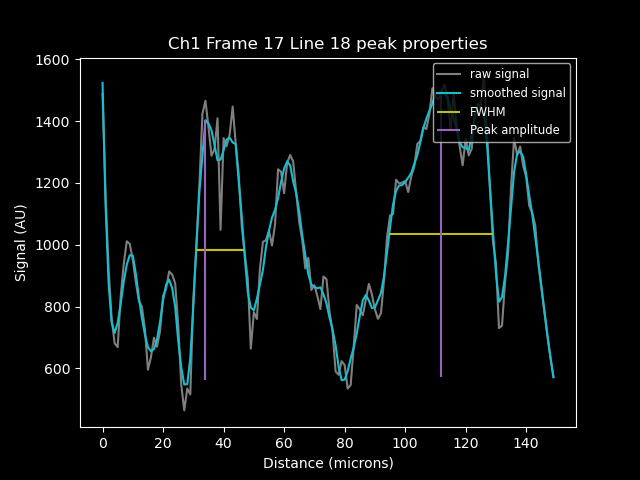 Ch1 Frame 17 Line 18 peak properties
raw signal
smoothed signal
FWHM
Peak amplitude
1600
1400
1200
1000
800
600
Signal (AU)
0 20 40 60 80 100 120 140
Distance (microns)